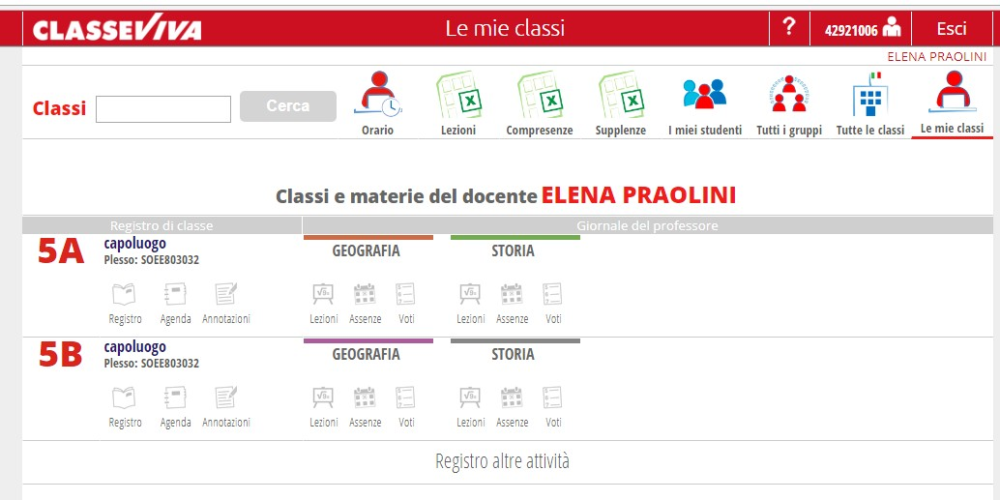 CLASSEVIVA Le mie classi ? 42921006 Esci
ELENA PRAOLINI
Classi Cerca
Orario Lezioni Compresenze Supplenze I miei studenti Tutti i gruppi Tutte le classi Le mie classi
Classi e materie del docente ELENA PRAOLINI
Registro di classe Giornale del professore
5A capoluogo GEOGRAFIA STORIA
Plesso: SOEE803032
Registro Agenda Annotazioni Lezioni Assenze Voti Lezioni Assenze Voti
5B capoluogo GEOGRAFIA STORIA
Plesso: SOEE803032
Registro Agenda Annotazioni Lezioni Assenze Voti Lezioni Assenze Voti
Registro altre attività